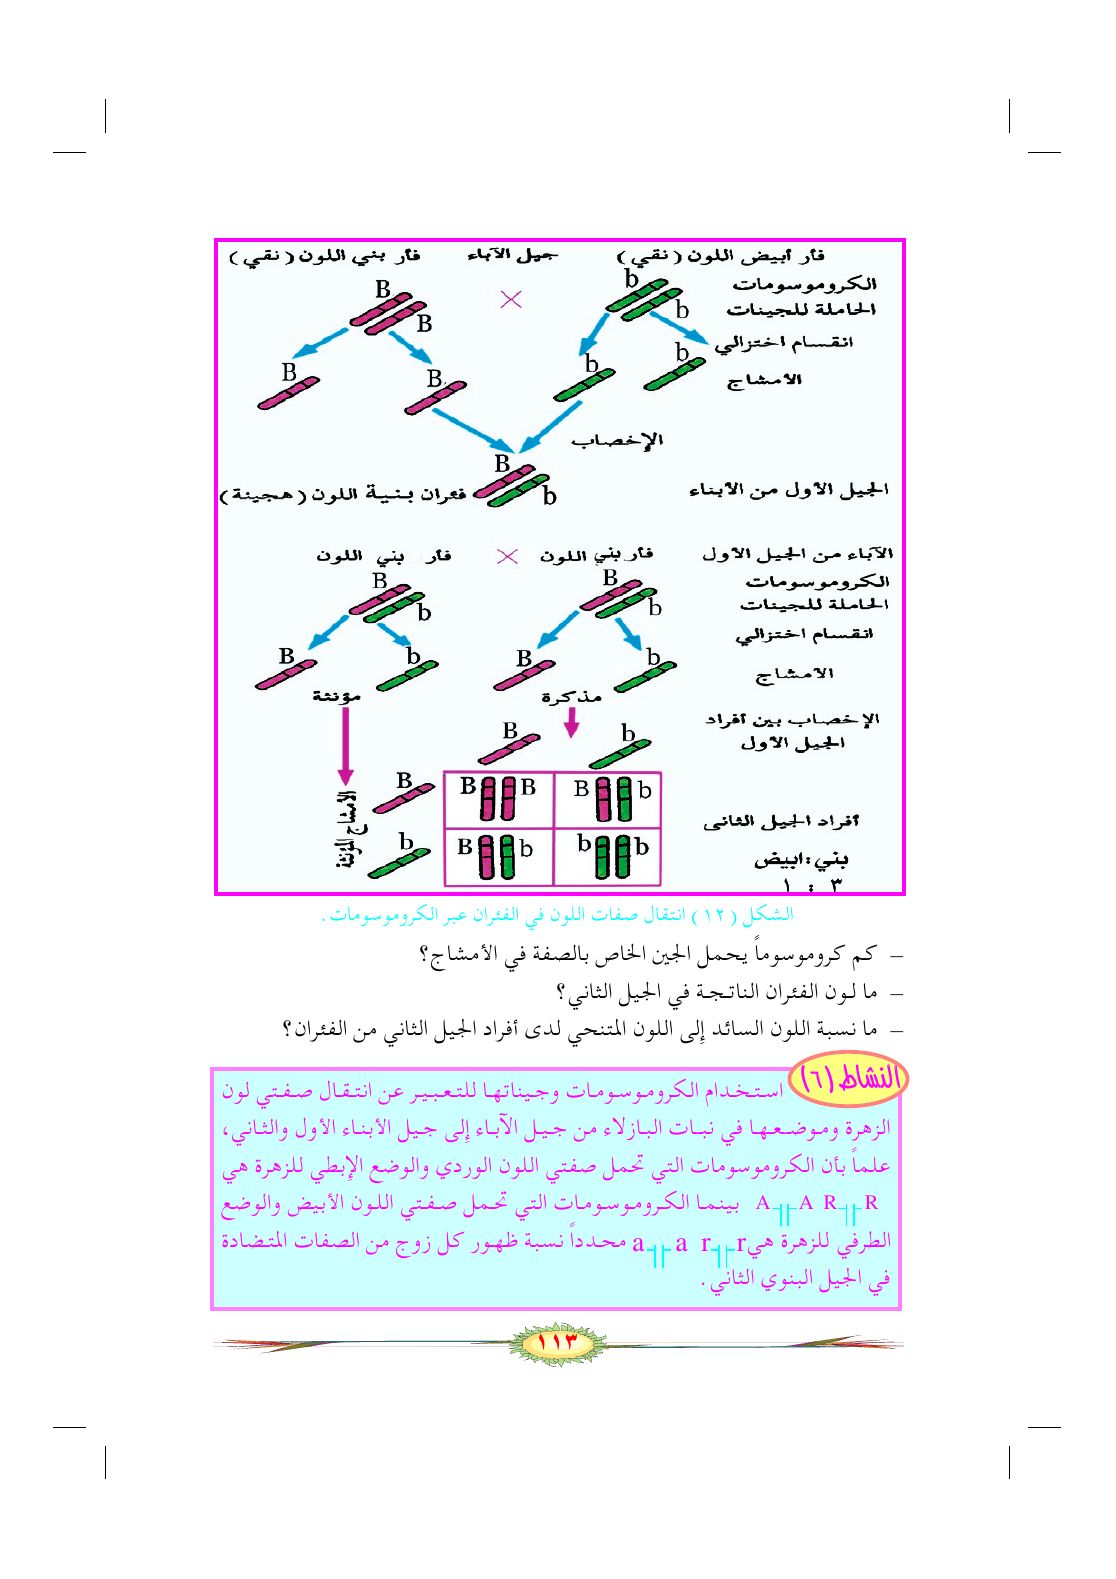 فأر أبيض اللون (نقي) جيل الآباء فأر بني اللون (نقي)
b B
الكروموسومات
الحاملة للجينات
b B
انقسام اختزالي
b b B B
الأمشاج
الإخصاب
B
b
الجيل الأول من الأبناء فئران بنية اللون (هجينة)
الآباء من الجيل الأول فأر بني اللون فأر بني اللون
B B
الكروموسومات
الحاملة للجينات
b b
انقسام اختزالي
b B b B
الأمشاج
مذكرة مؤنثة
الإخصاب بين أفراد
الجيل الأول
B b
B
B B B b
الأمشاج المؤنثة
أفراد الجيل الثانى
b
B b b b
بني : ابيض
٣ : ١
الشكل (١٢) انتقال صفات اللون في الفئران عبر الكروموسومات.
– كم كروموسوماً يحمل الجين الخاص بالصفة في الأمشاج؟
– ما لون الفئران الناتجة في الجيل الثاني؟
– ما نسبة اللون السائد إلى اللون المتنحي لدى أفراد الجيل الثاني من الفئران؟
النشاط (٦)
استخدام الكروموسومات وجيناتها للتعبير عن انتقال صفتي لون
الزهرة وموضعها في نبات البازلاء من جيل الآباء إلى جيل الأبناء الأول والثاني،
علماً بأن الكروموسومات التي تحمل صفتي اللون الوردي والوضع الإبطي للزهرة هي
A A R R بينما الكروموسومات التي تحمل صفتي اللون الأبيض والوضع
الطرفي للزهرة هي a a r r محدداً نسبة ظهور كل زوج من الصفات المتضادة
في الجيل البنوي الثاني.
١١٣